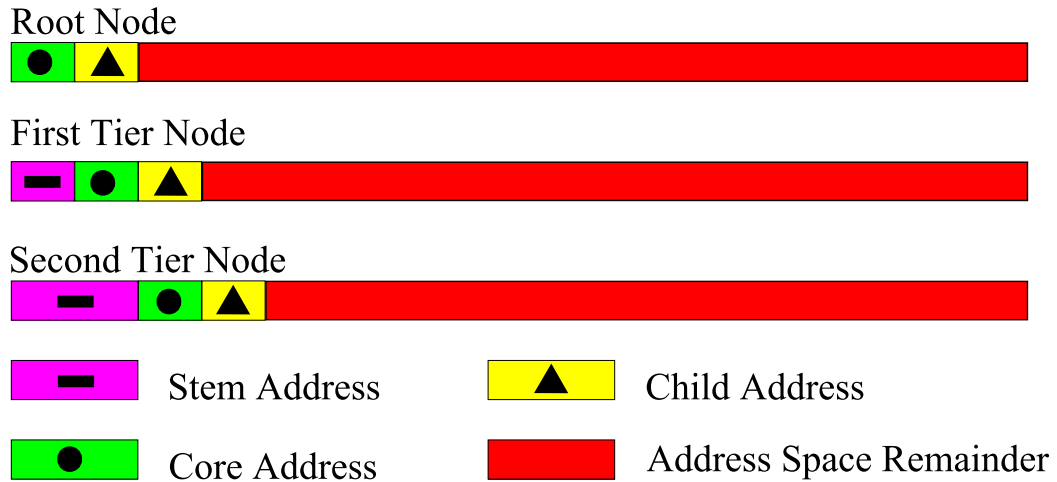 Root Node
First Tier Node
Second Tier Node
Stem Address
Child Address
Core Address
Address Space Remainder